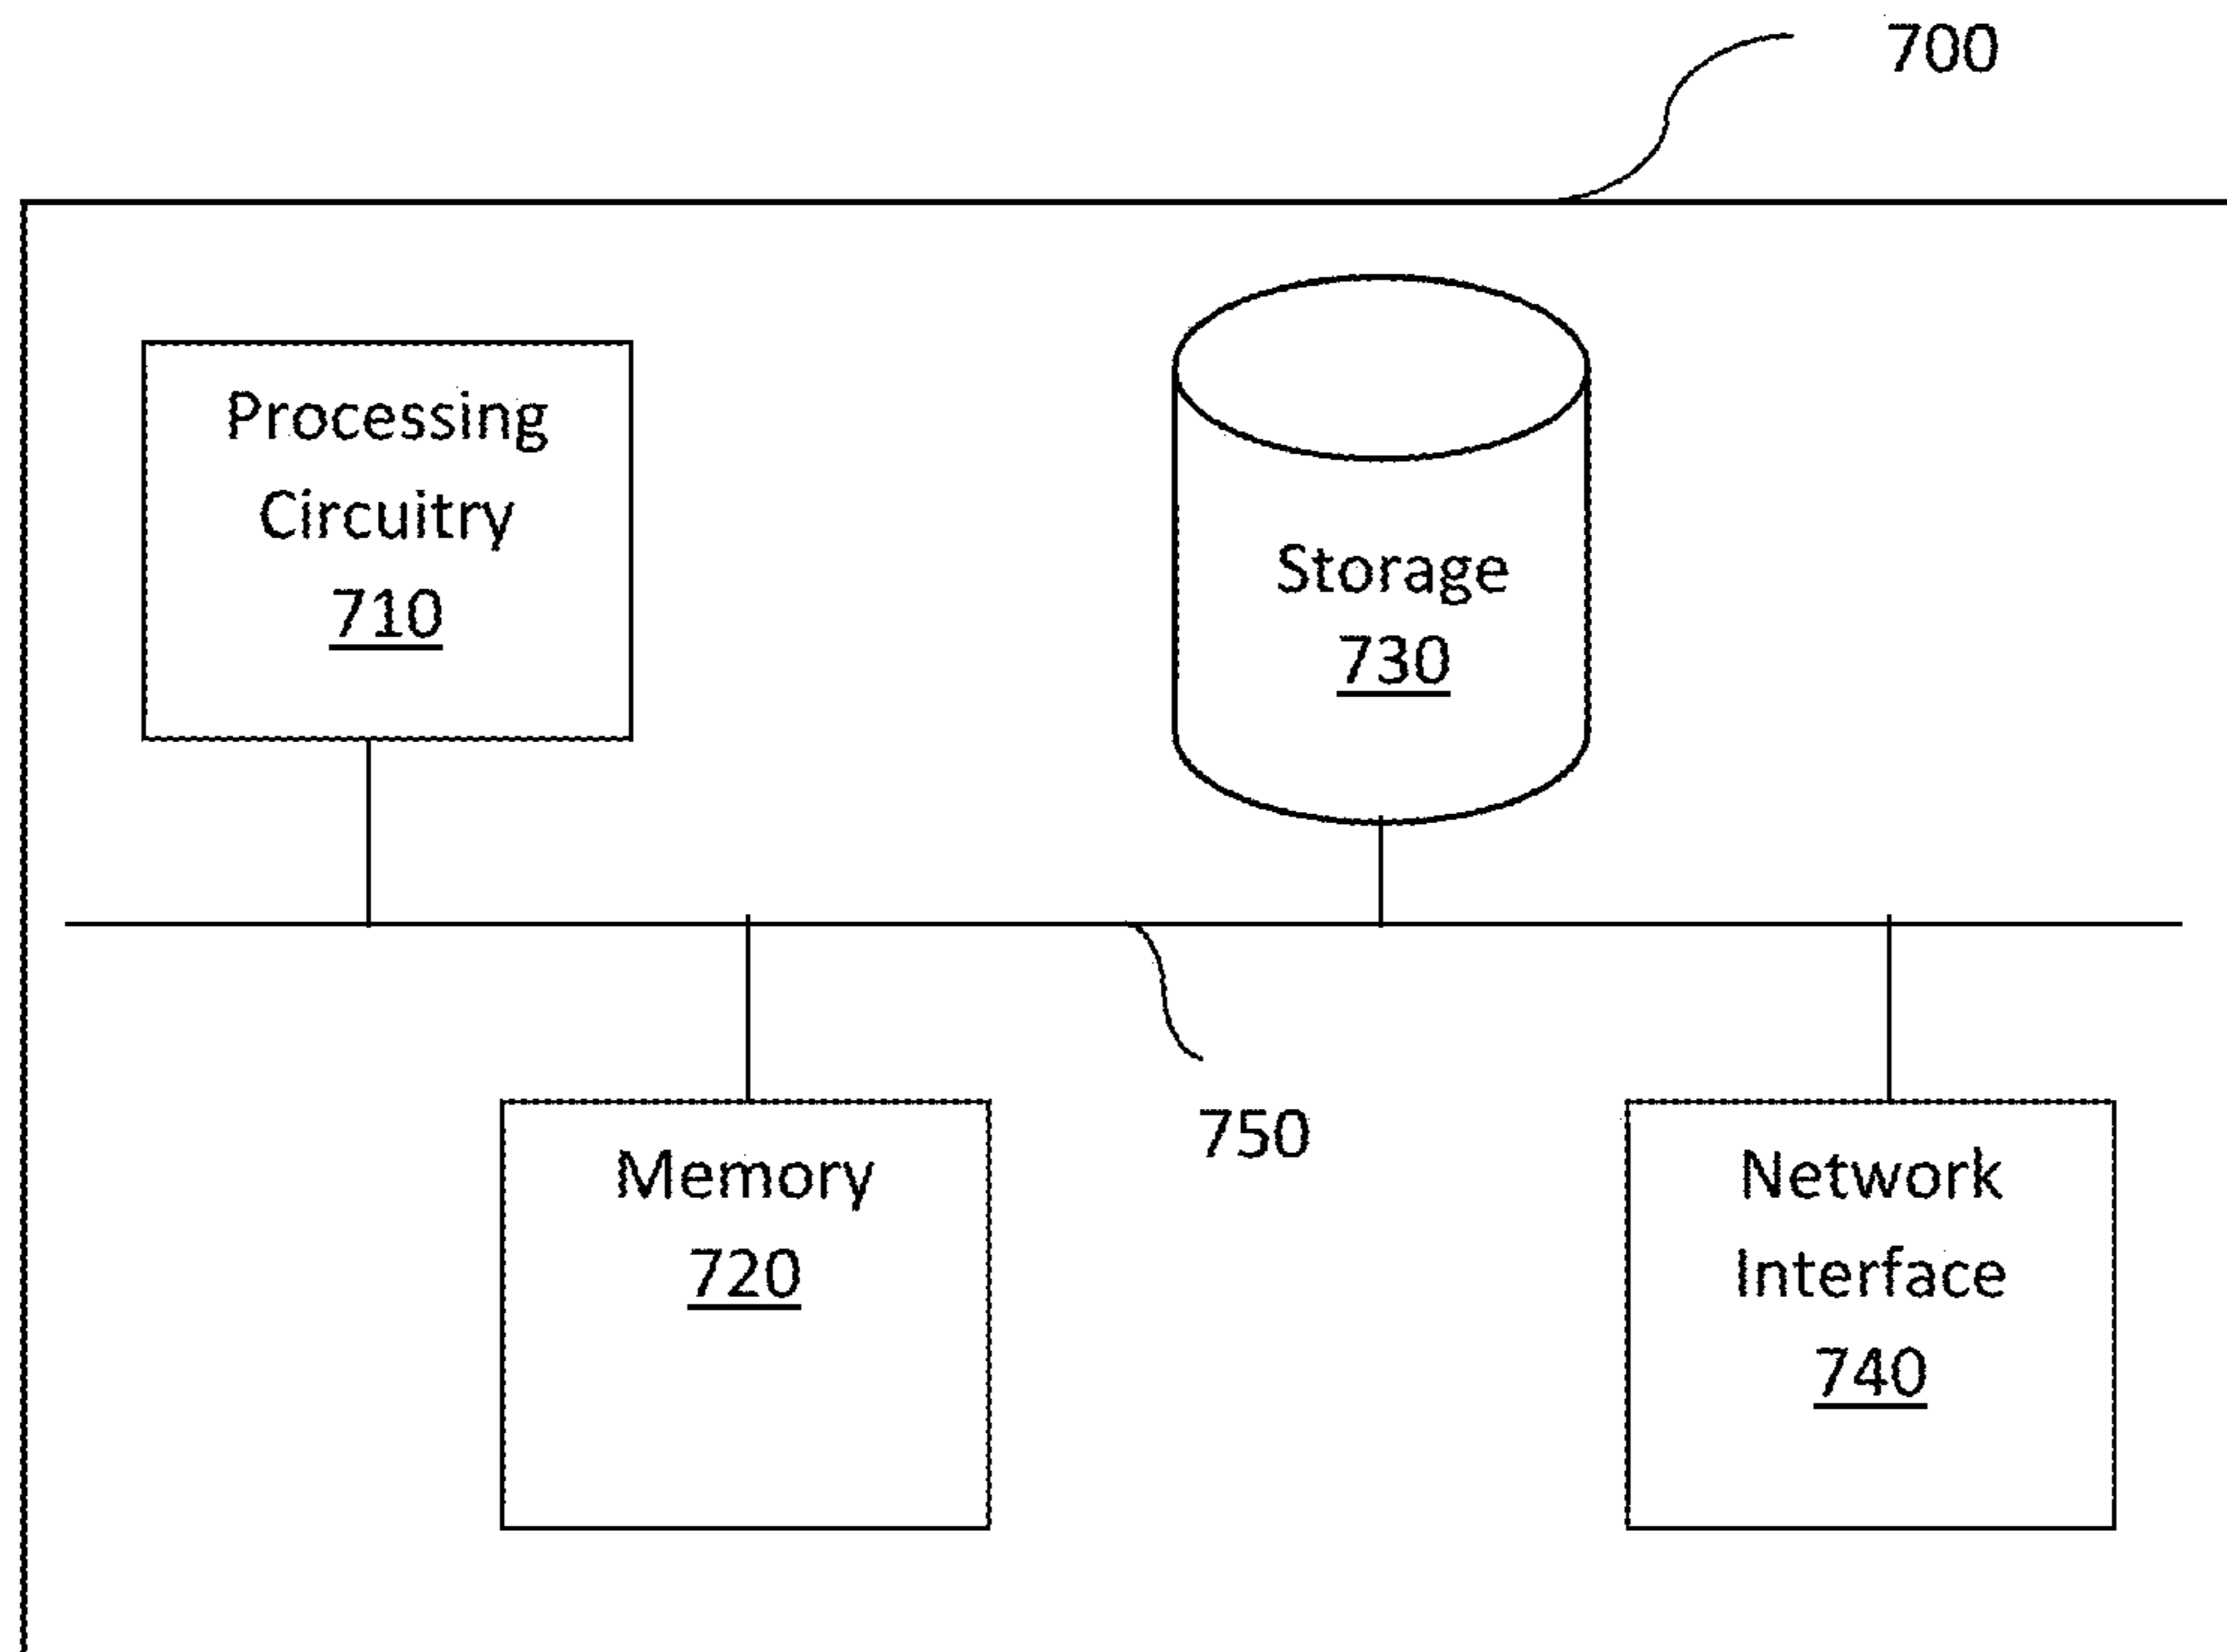 700
Processing
Circuitry
710
Storage
730
750
Memory
720
Network
Interface
740